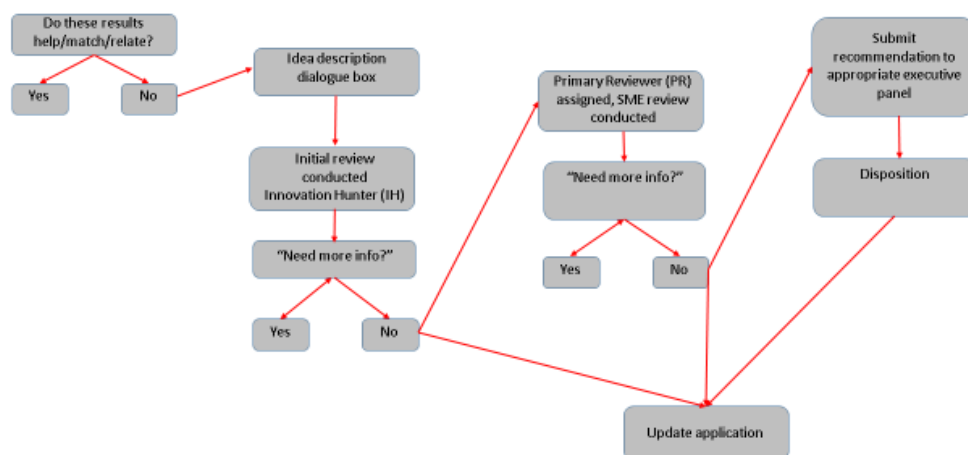 Do these results
help/match/relate?
Yes
No
Idea description
dialogue box
Initial review
conducted
Innovation Hunter (IH)
“Need more info?”
Yes
No
Primary Reviewer (PR)
assigned, SME review
conducted
“Need more info?”
Yes
No
Submit
recommendation to
appropriate executive
panel
Disposition
Update application